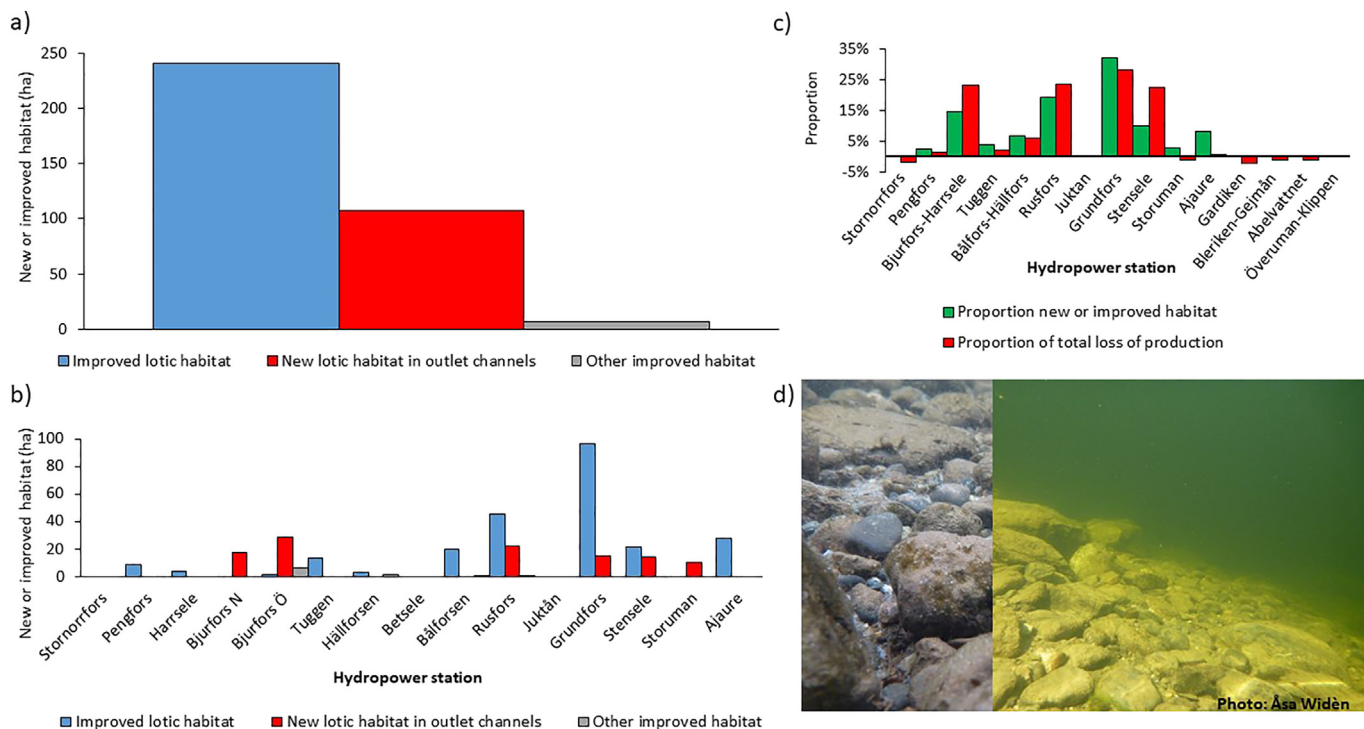 a)
New or improved habitat (ha)
250
200
150
100
50
0
Improved lotic habitat
New lotic habitat in outlet channels
Other improved habitat
b)
New or improved habitat (ha)
100
80
60
40
20
0
Stornorrfors
Pengfors
Harrsele
Bjurfors N
Bjurfors Ö
Tuggen
Hällforsen
Betsele
Bålforsen
Rusfors
Juktån
Grundfors
Stensele
Storuman
Ajaure
Hydropower station
Improved lotic habitat
New lotic habitat in outlet channels
Other improved habitat
c)
Proportion
35%
25%
15%
5%
-5%
Stornorrfors
Pengfors
Bjurfors-Harrsele
Tuggen
Bålfors-Hällfors
Rusfors
Juktan
Grundfors
Stensele
Storuman
Ajaure
Gardiken
Bleriken-Gejmån
Abelvattnet
Överuman-Klippen
Hydropower station
Proportion new or improved habitat
Proportion of total loss of production
d)
Photo: Åsa Widèn